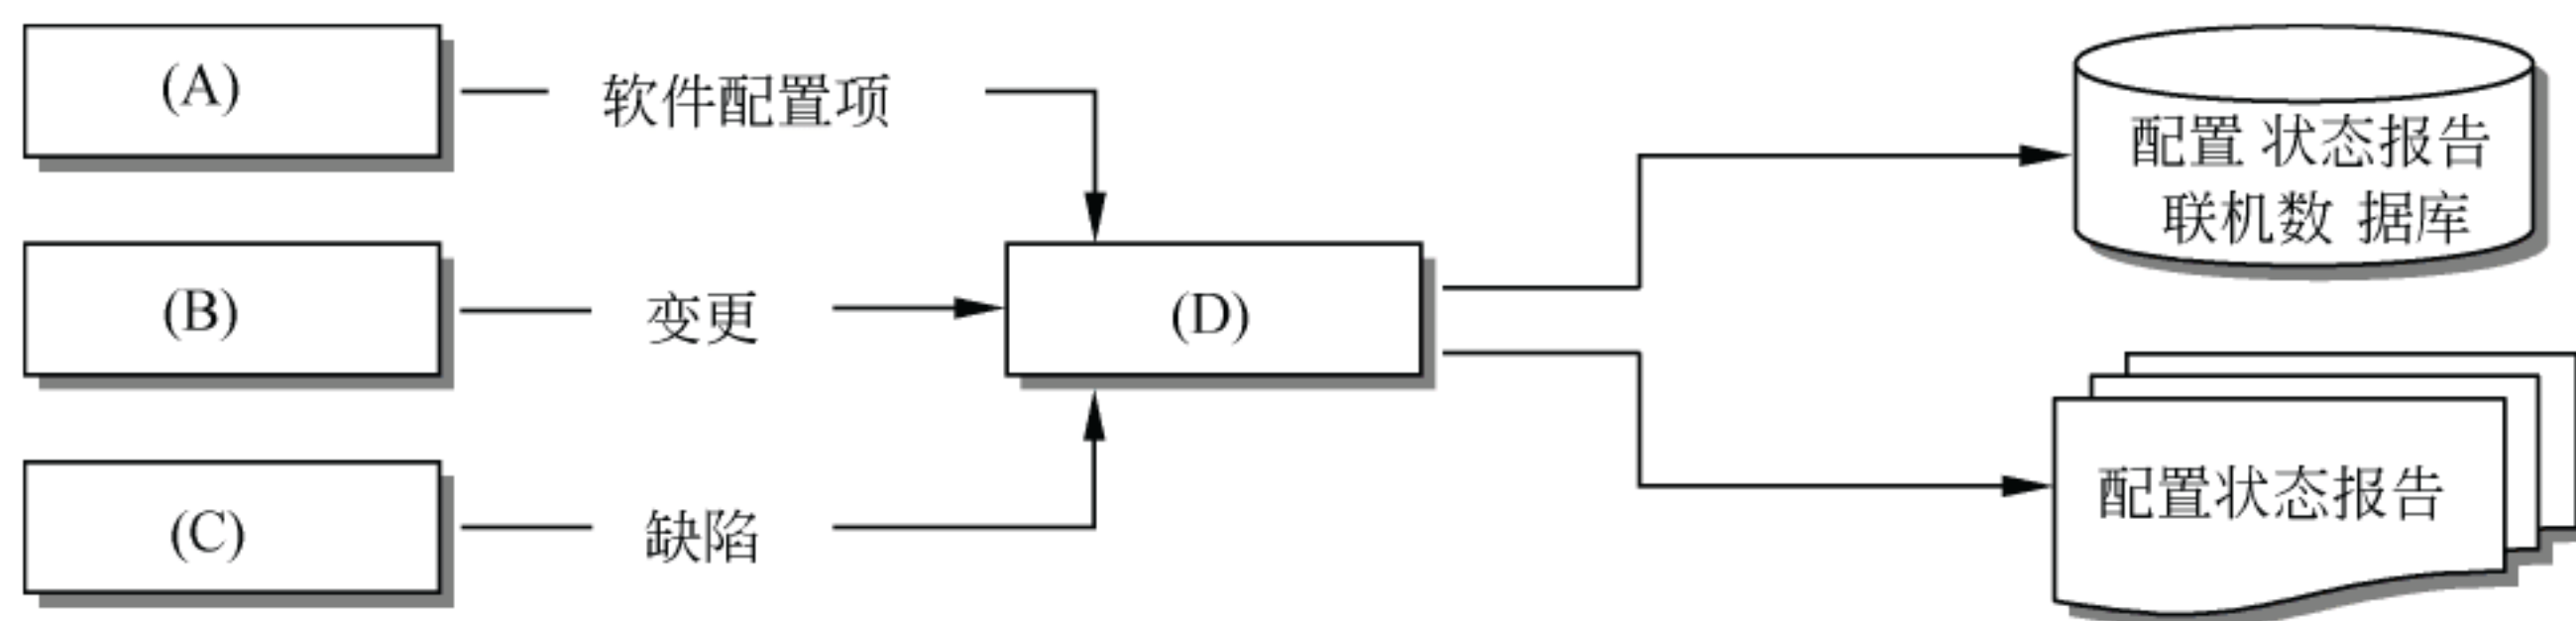 (A)
软件配置项
配置 状态报告
联机数 据库
(B)
变更
(D)
配置状态报告
(C)
缺陷